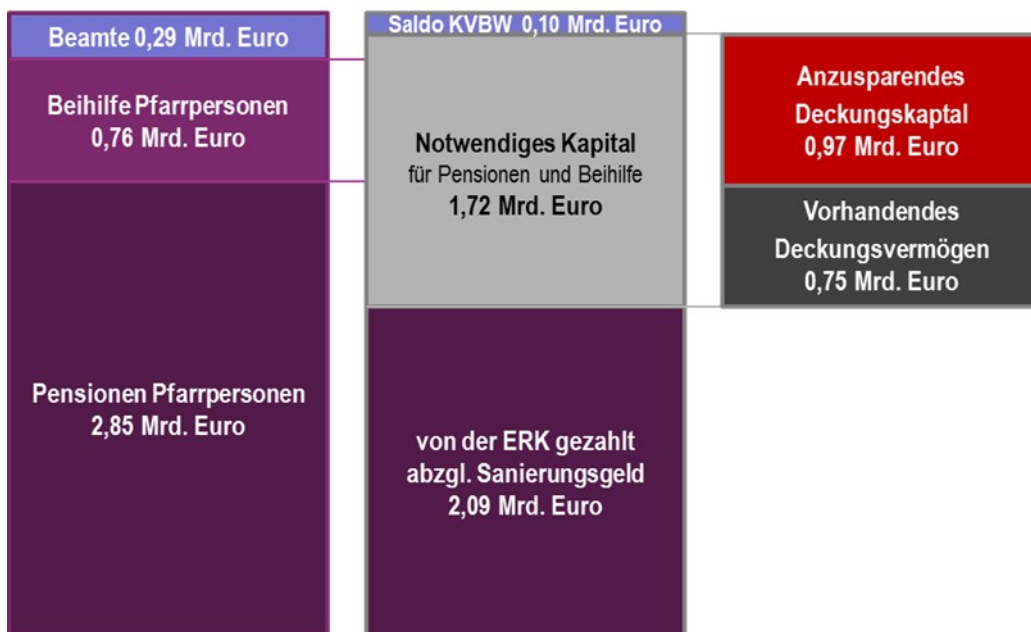 Beamte 0,29 Mrd. Euro
Beihilfe Pfarrpersonen
0,76 Mrd. Euro
Pensionen Pfarrpersonen
2,85 Mrd. Euro
Saldo KVBW 0,10 Mrd. Euro
Notwendiges Kapital
für Pensionen und Beihilfe
1,72 Mrd. Euro
von der ERK gezahlt
abzgl. Sanierungsgeld
2,09 Mrd. Euro
Anzusparendes
Deckungskaptal
0,97 Mrd. Euro
Vorhandendes
Deckungsvermögen
0,75 Mrd. Euro